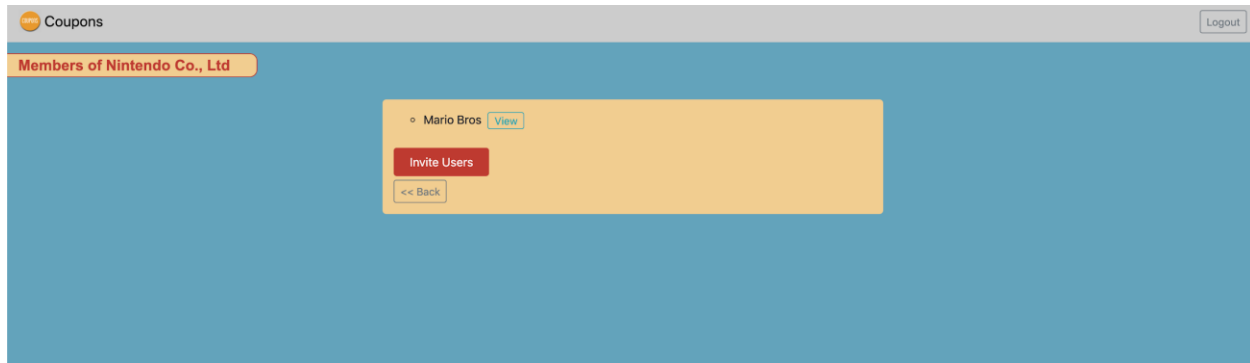 Coupons
Logout
Members of Nintendo Co., Ltd
Mario Bros View
Invite Users
<< Back